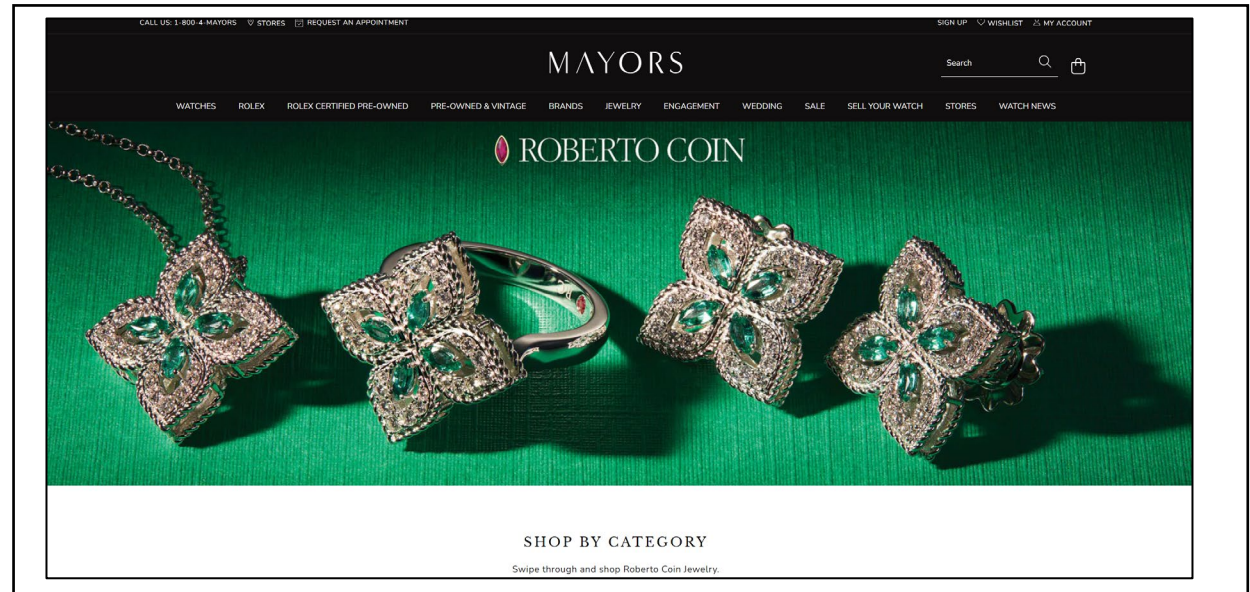 CALL US: 1-800-4-MAYORS STORES REQUEST AN APPOINTMENT SIGN UP WISHLIST MY ACCOUNT
MAYORS
Search
WATCHES ROLEX ROLEX CERTIFIED PRE-OWNED PRE-OWNED & VINTAGE BRANDS JEWELRY ENGAGEMENT WEDDING SALE SELL YOUR WATCH STORES WATCH NEWS
ROBERTO COIN
SHOP BY CATEGORY
Swipe through and shop Roberto Coin Jewelry.